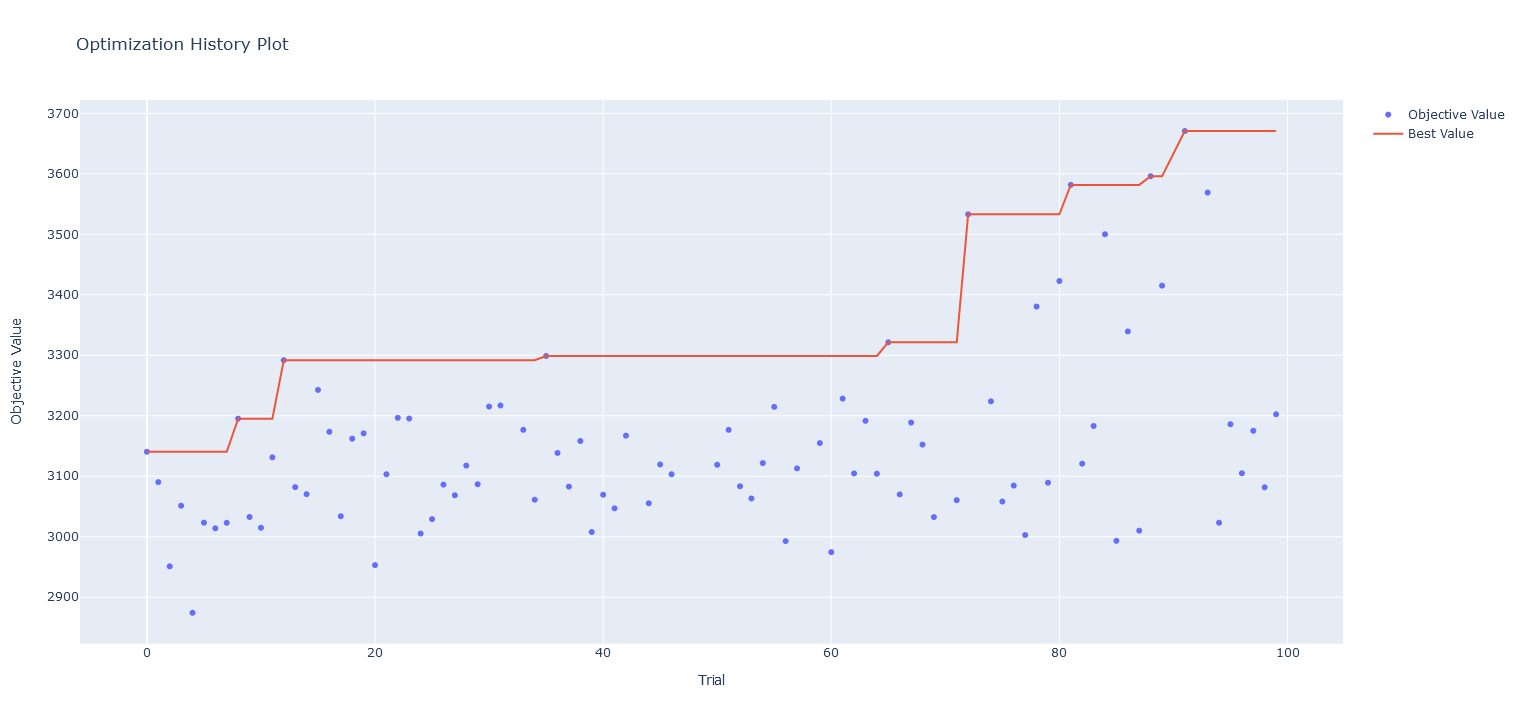 Optimization History Plot
Objective Value
Best Value
3700
3600
3500
3400
3300
3200
3100
3000
2900
Objective Value
0 20 40 60 80 100
Trial